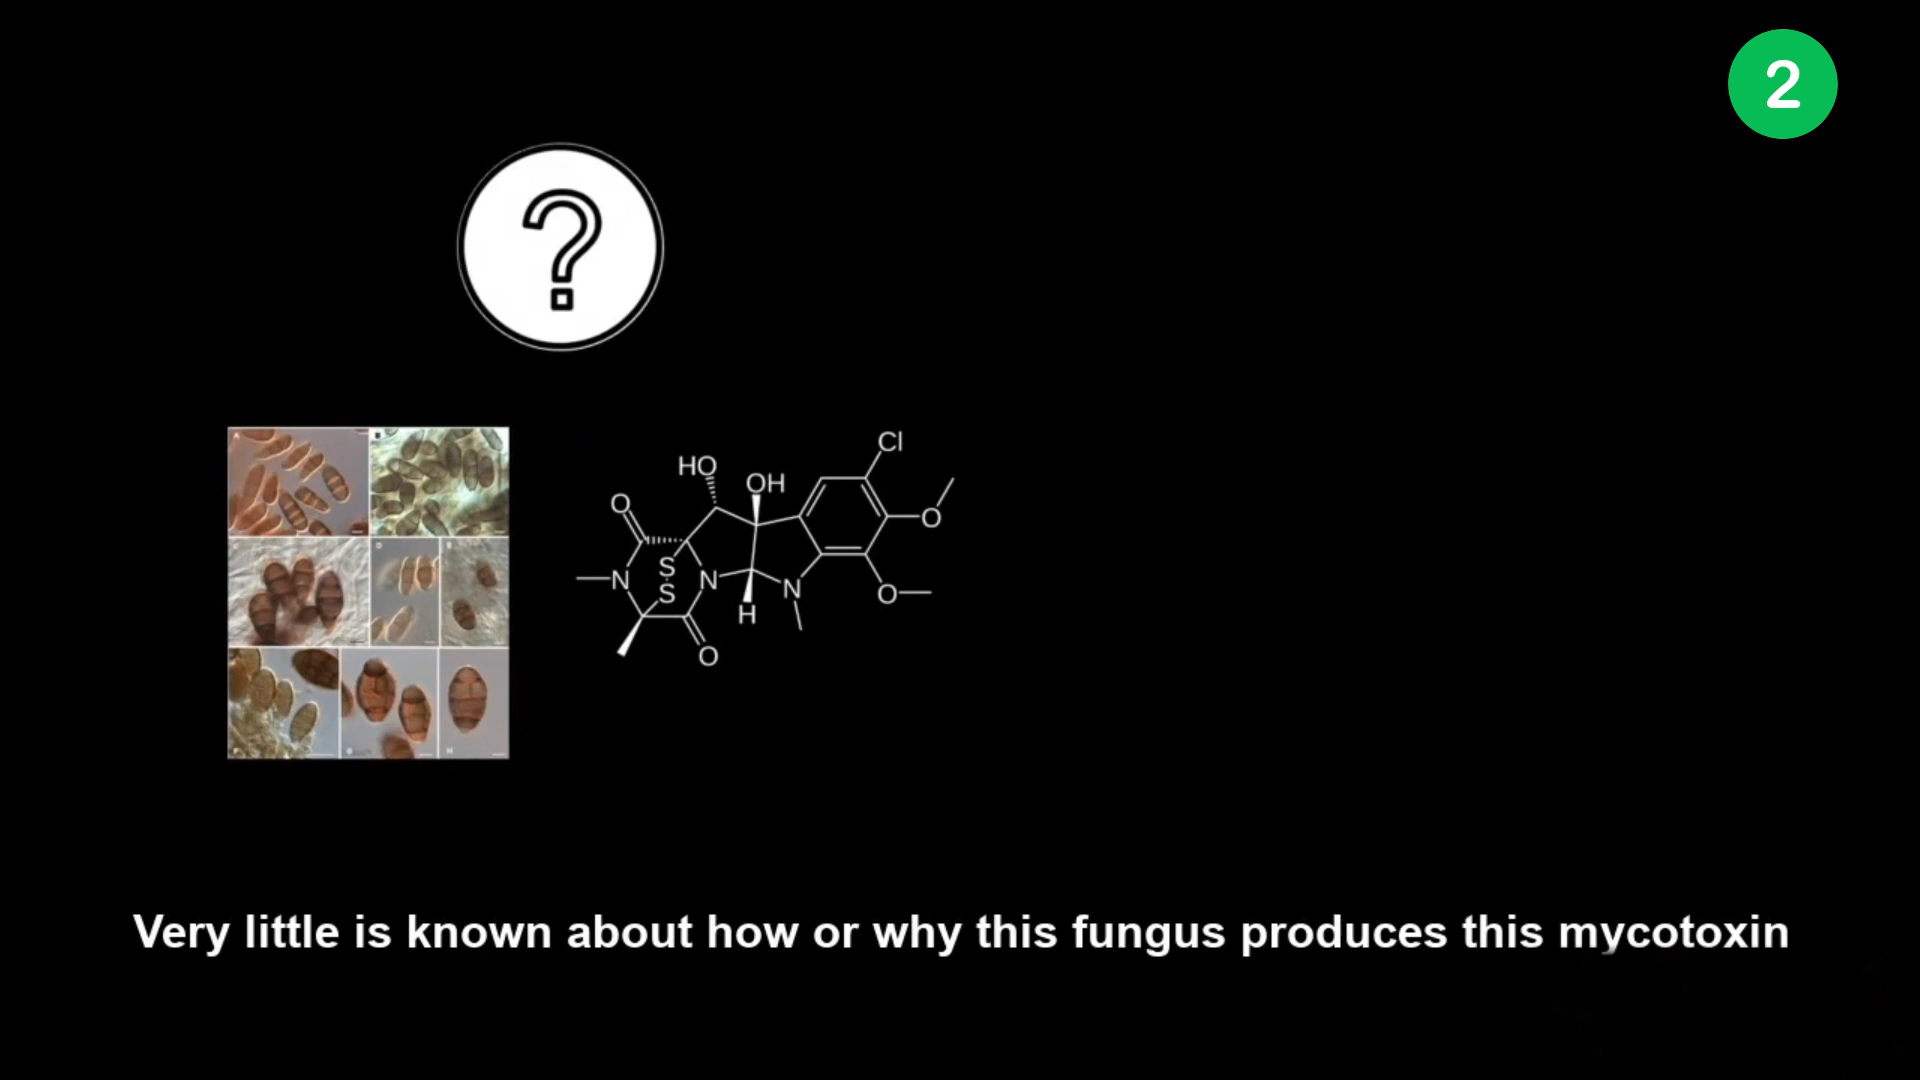 2
?
A
B
D
E
F
G
H
Cl
HO
OH
O
O
S
N
N
S
N
H
O
O
Very little is known about how or why this fungus produces this mycotoxin